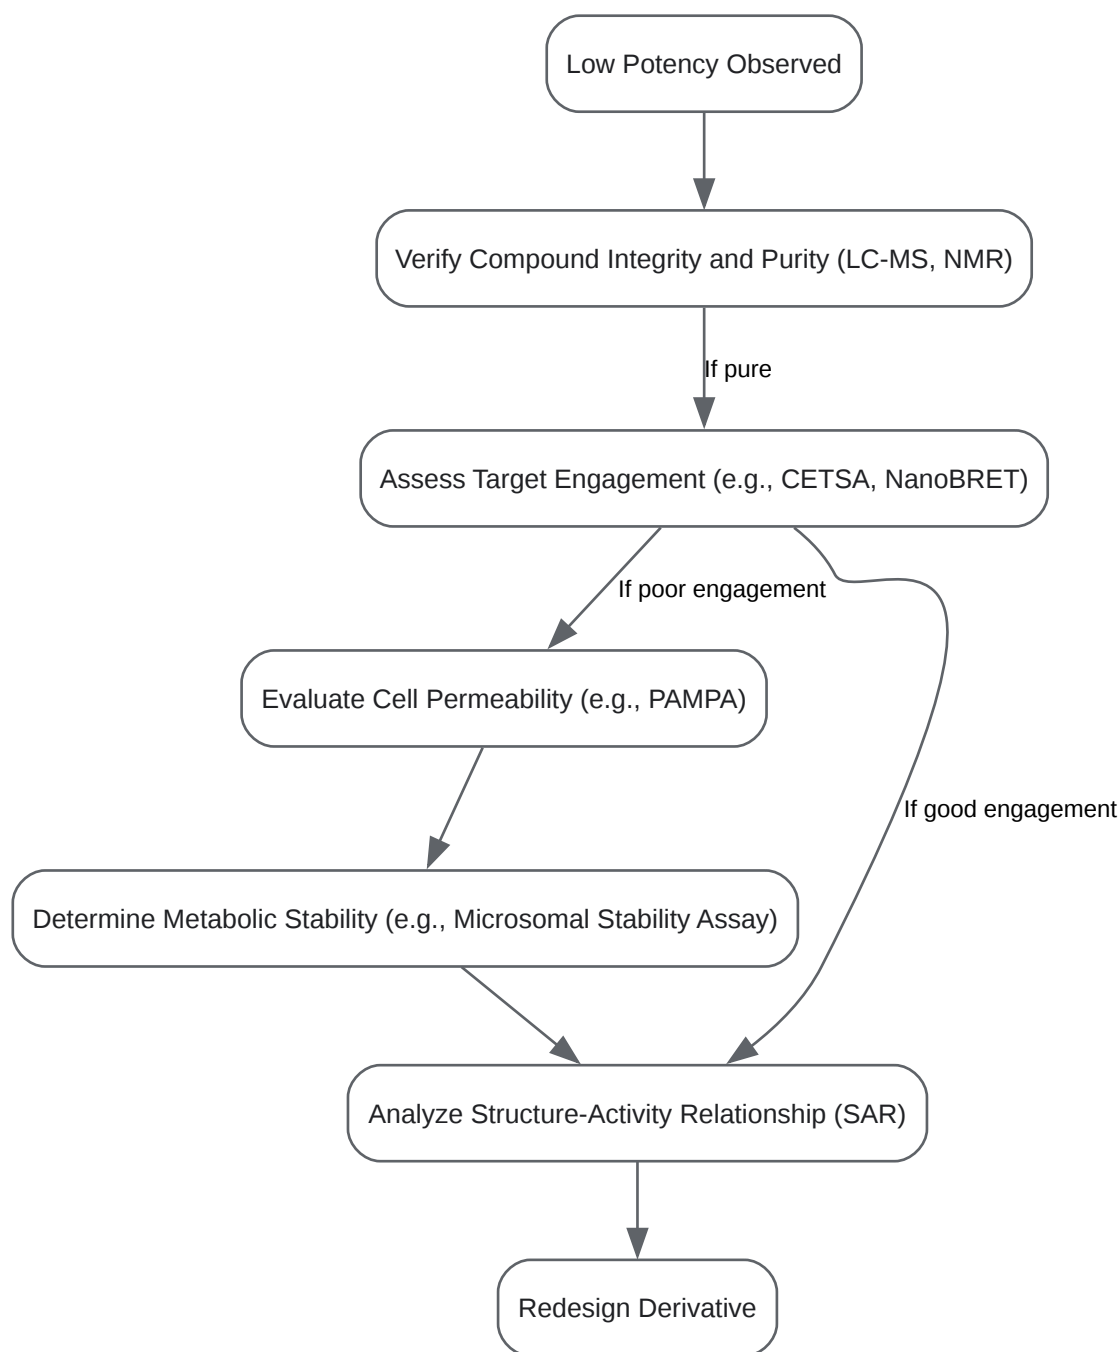 Low Potency Observed
Verify Compound Integrity and Purity (LC-MS, NMR)
If pure
Assess Target Engagement (e.g., CETSA, NanoBRET)
If poor engagement
Evaluate Cell Permeability (e.g., PAMPA)
If good engagement
Determine Metabolic Stability (e.g., Microsomal Stability Assay)
Analyze Structure-Activity Relationship (SAR)
Redesign Derivative